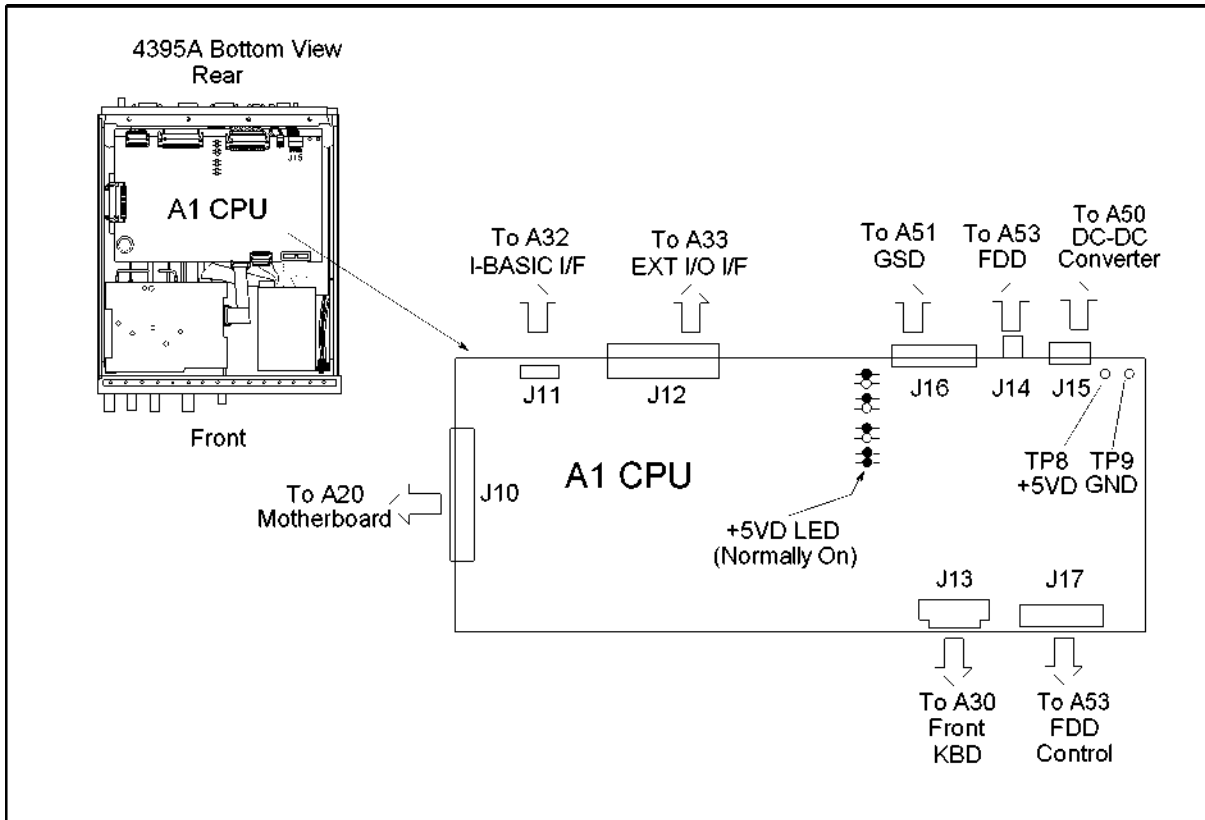 4395A Bottom View
Rear
J15
A1 CPU
Front
To A32
I-BASIC I/F
To A33
EXT I/O I/F
To A51
GSD
To A53
FDD
To A50
DC-DC
Converter
J11
J12
J16
J14
J15
TP8
+5VD
TP9
GND
To A20
Motherboard
J10
A1 CPU
+5VD LED
(Normally On)
J13
J17
To A30
Front
KBD
To A53
FDD
Control